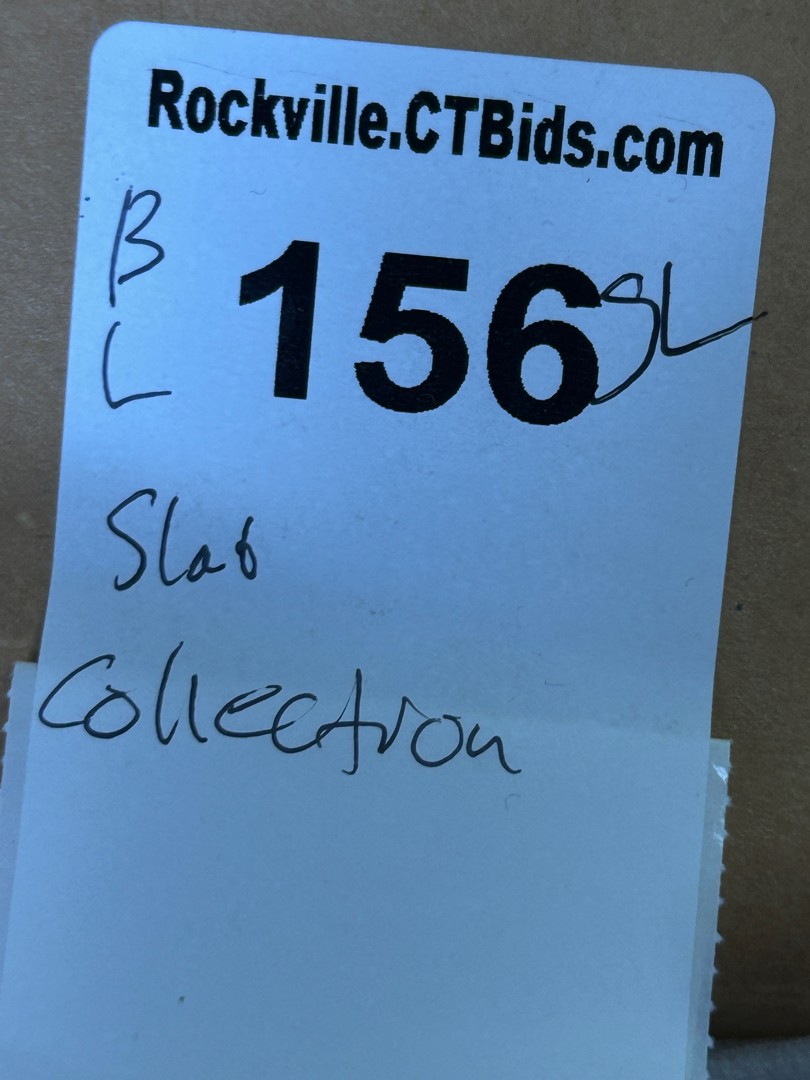 Rockville.CTBids.com
B
L
156 SL
Slab
Collection